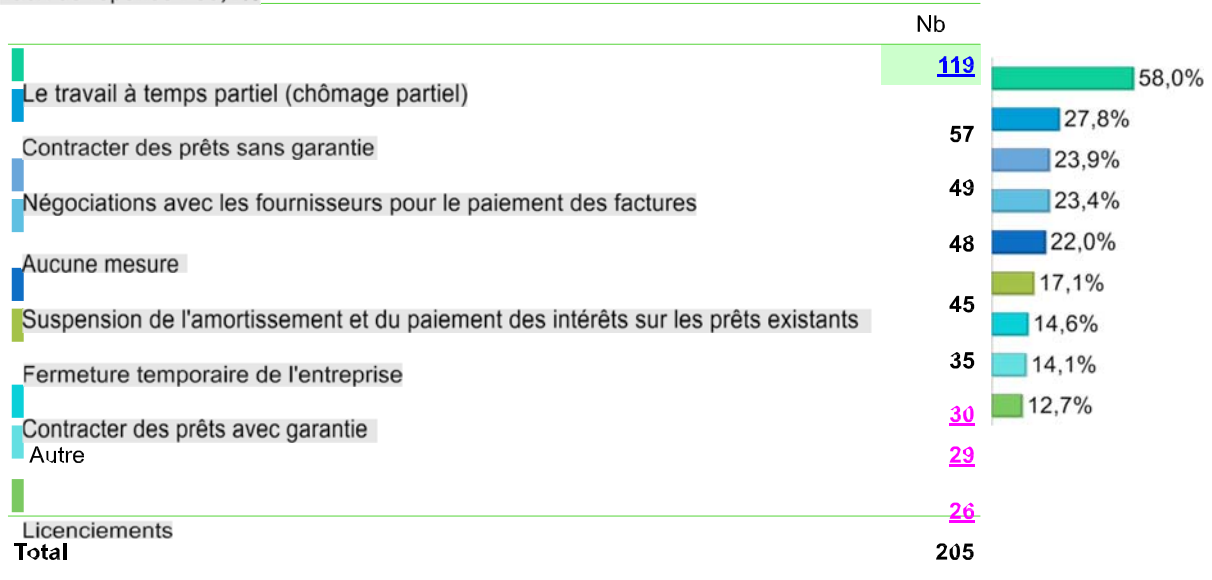 Nb
119
58,0%
Le travail à temps partiel (chômage partiel)
57
27,8%
Contracter des prêts sans garantie
49
23,9%
Négociations avec les fournisseurs pour le paiement des factures
48
23,4%
Aucune mesure
45
22,0%
Suspension de l'amortissement et du paiement des intérêts sur les prêts existants
35
17,1%
Fermeture temporaire de l'entreprise
30
14,6%
Contracter des prêts avec garantie
Autre
29
14,1%
26
12,7%
Licenciements
Total 205